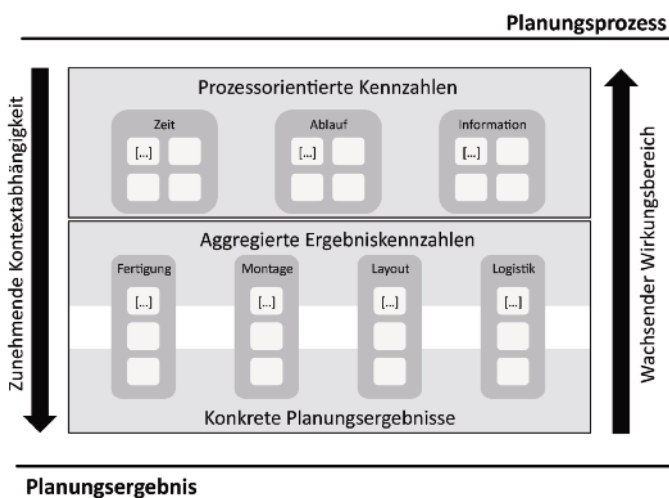 Planungsprozess
Zunehmende Kontextabhängigkeit
Prozessorientierte Kennzahlen
Zeit
[...]
Ablauf
[...]
Information
[...]
Aggregierte Ergebniskennzahlen
Fertigung
[...]
Montage
[...]
Layout
[...]
Logistik
[...]
Konkrete Planungsergebnisse
Wachsender Wirkungsbereich
Planungsergebnis